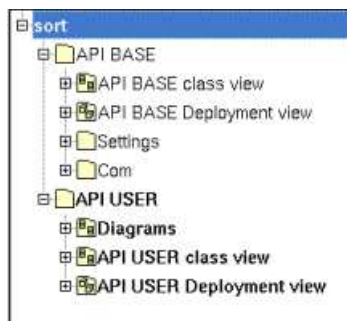 sort
API BASE
API BASE class view
API BASE Deployment view
Settings
Com
API USER
Diagrams
API USER class view
API USER Deployment view